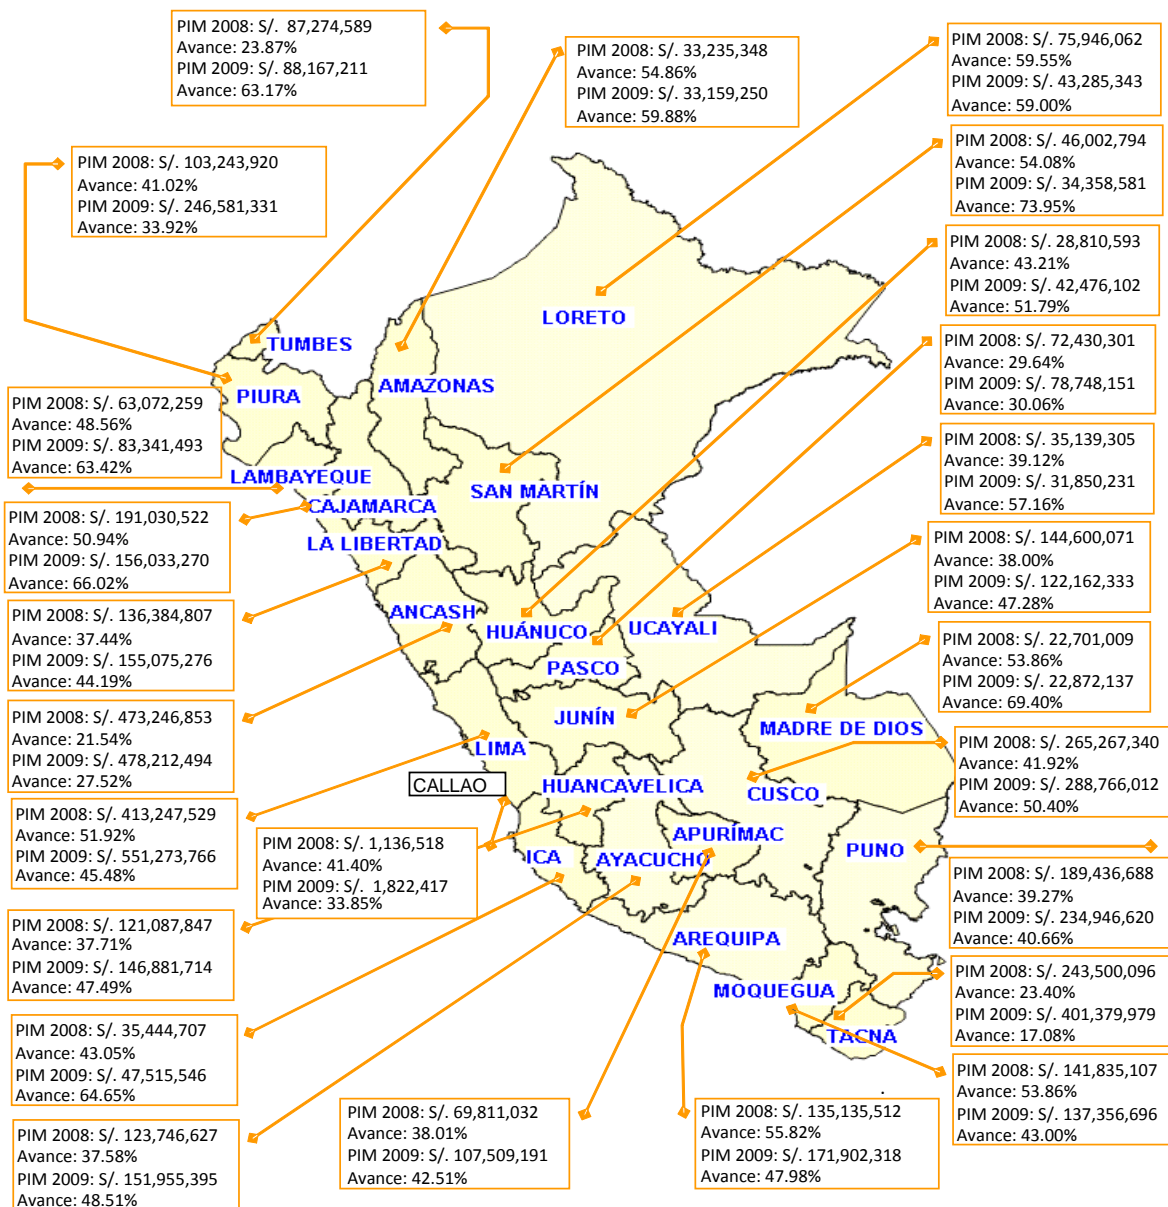 PIM 2008: S/. 87,274,589
Avance: 23.87%
PIM 2009: S/. 88,167,211
Avance: 63.17%
PIM 2008: S/. 33,235,348
Avance: 54.86%
PIM 2009: S/. 33,159,250
Avance: 59.88%
PIM 2008: S/. 75,946,062
Avance: 59.55%
PIM 2009: S/. 43,285,343
Avance: 59.00%
PIM 2008: S/. 103,243,920
Avance: 41.02%
PIM 2009: S/. 246,581,331
Avance: 33.92%
PIM 2008: S/. 46,002,794
Avance: 54.08%
PIM 2009: S/. 34,358,581
Avance: 73.95%
PIM 2008: S/. 28,810,593
Avance: 43.21%
PIM 2009: S/. 42,476,102
Avance: 51.79%
LORETO
TUMBES
AMAZONAS
PIURA
PIM 2008: S/. 72,430,301
Avance: 29.64%
PIM 2009: S/. 78,748,151
Avance: 30.06%
PIM 2008: S/. 63,072,259
Avance: 48.56%
PIM 2009: S/. 83,341,493
Avance: 63.42%
PIM 2008: S/. 35,139,305
Avance: 39.12%
PIM 2009: S/. 31,850,231
Avance: 57.16%
LAMBAYEQUE
SAN MARTÍN
CAJAMARCA
LA LIBERTAD
PIM 2008: S/. 191,030,522
Avance: 50.94%
PIM 2009: S/. 156,033,270
Avance: 66.02%
PIM 2008: S/. 144,600,071
Avance: 38.00%
PIM 2009: S/. 122,162,333
Avance: 47.28%
PIM 2008: S/. 136,384,807
Avance: 37.44%
PIM 2009: S/. 155,075,276
Avance: 44.19%
ANCASH
HUÁNUCO
UCAYALI
PASCO
PIM 2008: S/. 22,701,009
Avance: 53.86%
PIM 2009: S/. 22,872,137
Avance: 69.40%
PIM 2008: S/. 473,246,853
Avance: 21.54%
PIM 2009: S/. 478,212,494
Avance: 27.52%
JUNÍN
MADRE DE DIOS
LIMA
PIM 2008: S/. 265,267,340
Avance: 41.92%
PIM 2009: S/. 288,766,012
Avance: 50.40%
CALLAO
HUANCAVELICA
CUSCO
PIM 2008: S/. 413,247,529
Avance: 51.92%
PIM 2009: S/. 551,273,766
Avance: 45.48%
PIM 2008: S/. 1,136,518
Avance: 41.40%
PIM 2009: S/. 1,822,417
Avance: 33.85%
ICA
AYACUCHO
APURÍMAC
PUNO
PIM 2008: S/. 189,436,688
Avance: 39.27%
PIM 2009: S/. 234,946,620
Avance: 40.66%
PIM 2008: S/. 121,087,847
Avance: 37.71%
PIM 2009: S/. 146,881,714
Avance: 47.49%
AREQUIPA
MOQUEGUA
TACNA
PIM 2008: S/. 243,500,096
Avance: 23.40%
PIM 2009: S/. 401,379,979
Avance: 17.08%
PIM 2008: S/. 35,444,707
Avance: 43.05%
PIM 2009: S/. 47,515,546
Avance: 64.65%
PIM 2008: S/. 141,835,107
Avance: 53.86%
PIM 2009: S/. 137,356,696
Avance: 43.00%
PIM 2008: S/. 69,811,032
Avance: 38.01%
PIM 2009: S/. 107,509,191
Avance: 42.51%
PIM 2008: S/. 135,135,512
Avance: 55.82%
PIM 2009: S/. 171,902,318
Avance: 47.98%
PIM 2008: S/. 123,746,627
Avance: 37.58%
PIM 2009: S/. 151,955,395
Avance: 48.51%